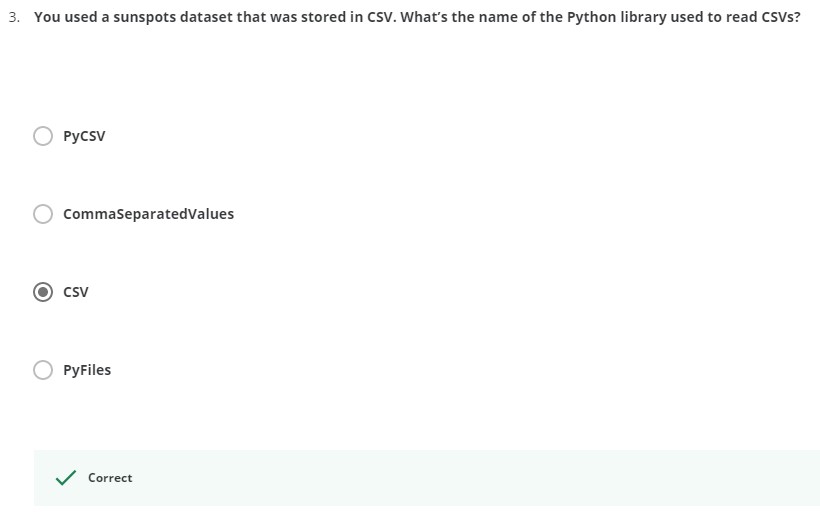 3. You used a sunspots dataset that was stored in CSV. What’s the name of the Python library used to read CSVs?
PyCSV
CommaSeparatedValues
CSV
PyFiles
Correct